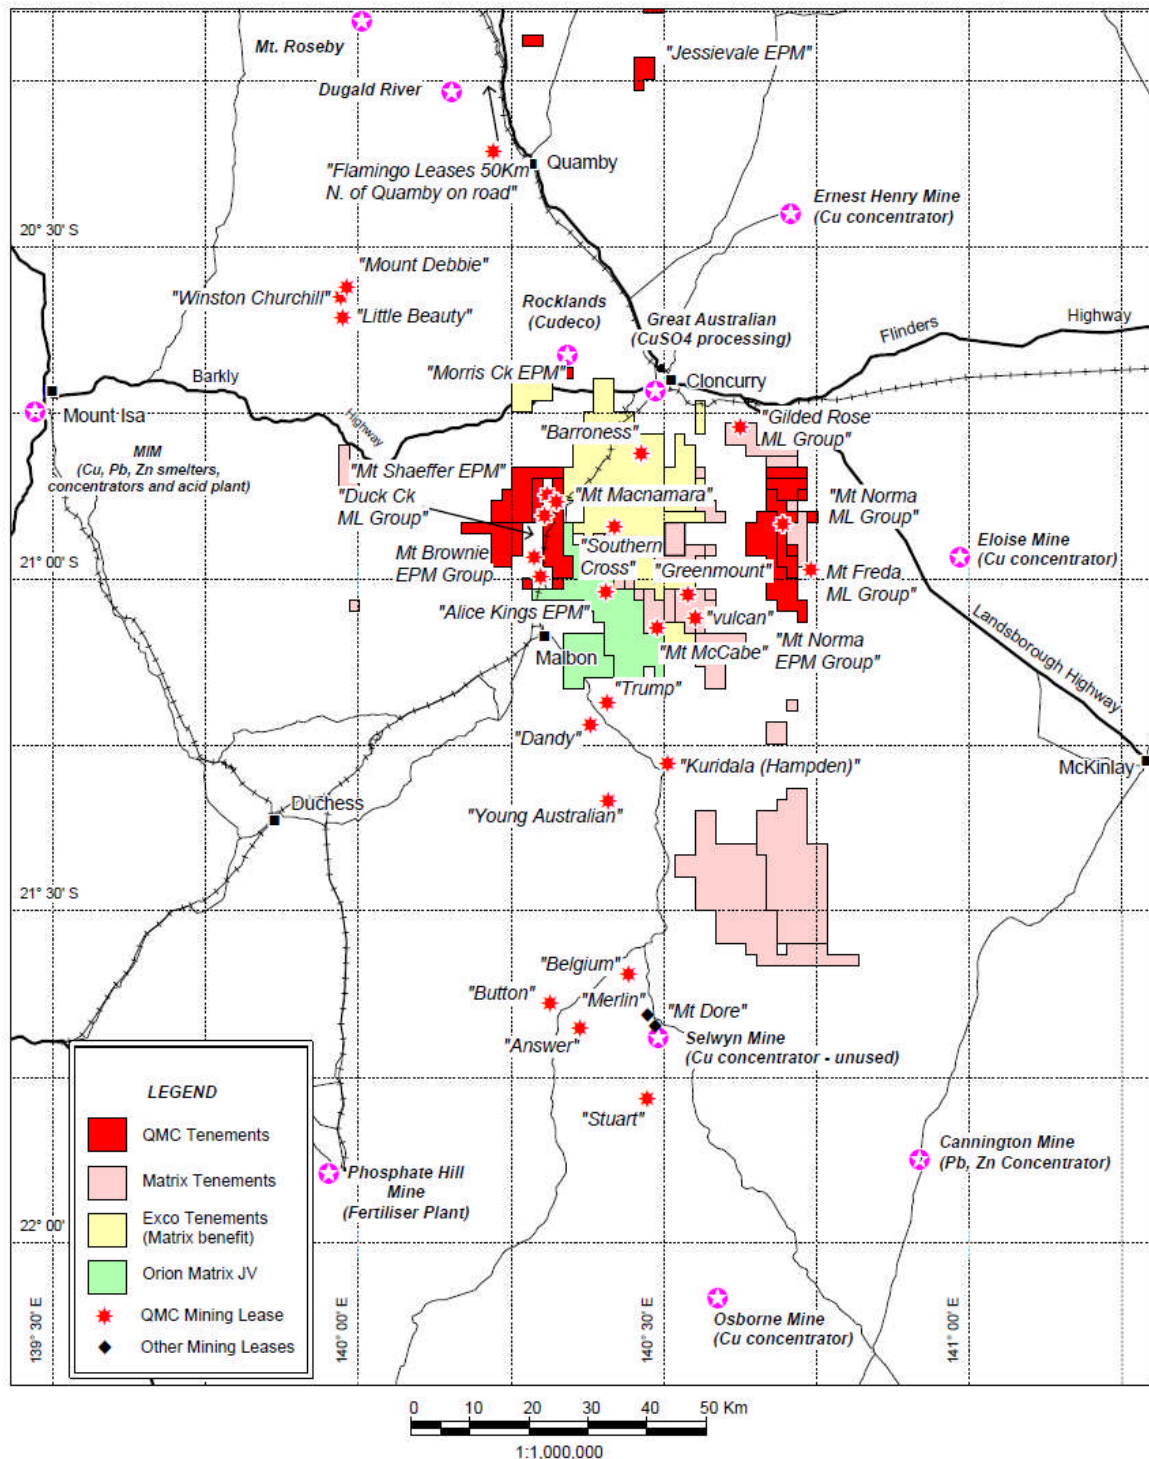 Mt. Roseby
"Jessievale EPM"
Dugald River
"Flamingo Leases 50Km
N. of Quamby on road"
Quamby
Ernest Henry Mine
(Cu concentrator)
20° 30' S
"Mount Debbie"
"Winston Churchill"
"Little Beauty"
Rocklands
(Cudeco)
Great Australian
(CuSO4 processing)
Flinders
Highway
"Morris Ck EPM"
Cloncurry
Barkly
Highway
Mount Isa
MIM
(Cu, Pb, Zn smelters,
concentrators and acid plant)
"Gilded Rose
ML Group"
"Barroness"
"Mt Shaeffer EPM"
"Duck Ck
ML Group"
"Mt Macnamara"
"Mt Norma
ML Group"
Mt Brownie
EPM Group
"Southern
Cross"
"Greenmount"
Eloise Mine
(Cu concentrator)
21° 00' S
"Mt Freda
ML Group"
"Alice Kings EPM"
"vulcan"
Malbon
"Mt McCabe"
"Mt Norma
EPM Group"
Landsborough Highway
"Trump"
"Dandy"
"Kuridala (Hampden)"
McKinlay
Duchess
"Young Australian"
21° 30' S
"Belgium"
"Button"
"Merlin"
"Mt Dore"
"Answer"
Selwyn Mine
(Cu concentrator - unused)
"Stuart"
Cannington Mine
(Pb, Zn Concentrator)
Phosphate Hill
Mine
(Fertiliser Plant)
22° 00'
LEGEND
QMC Tenements
Matrix Tenements
Exco Tenements
(Matrix benefit)
Orion Matrix JV
QMC Mining Lease
Other Mining Leases
Osborne Mine
(Cu concentrator)
139° 30' E
140° 00' E
140° 30' E
141° 00' E
0 10 20 30 40 50 Km
1:1,000,000